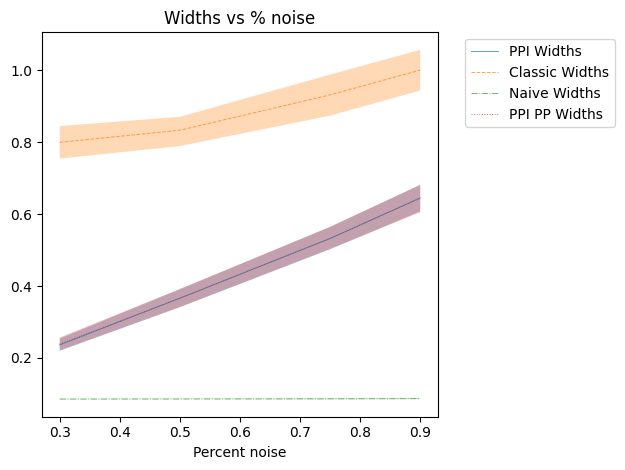 Widths vs % noise
PPI Widths
Classic Widths
Naive Widths
PPI PP Widths
1.0
0.8
0.6
0.4
0.2
0.3 0.4 0.5 0.6 0.7 0.8 0.9
Percent noise